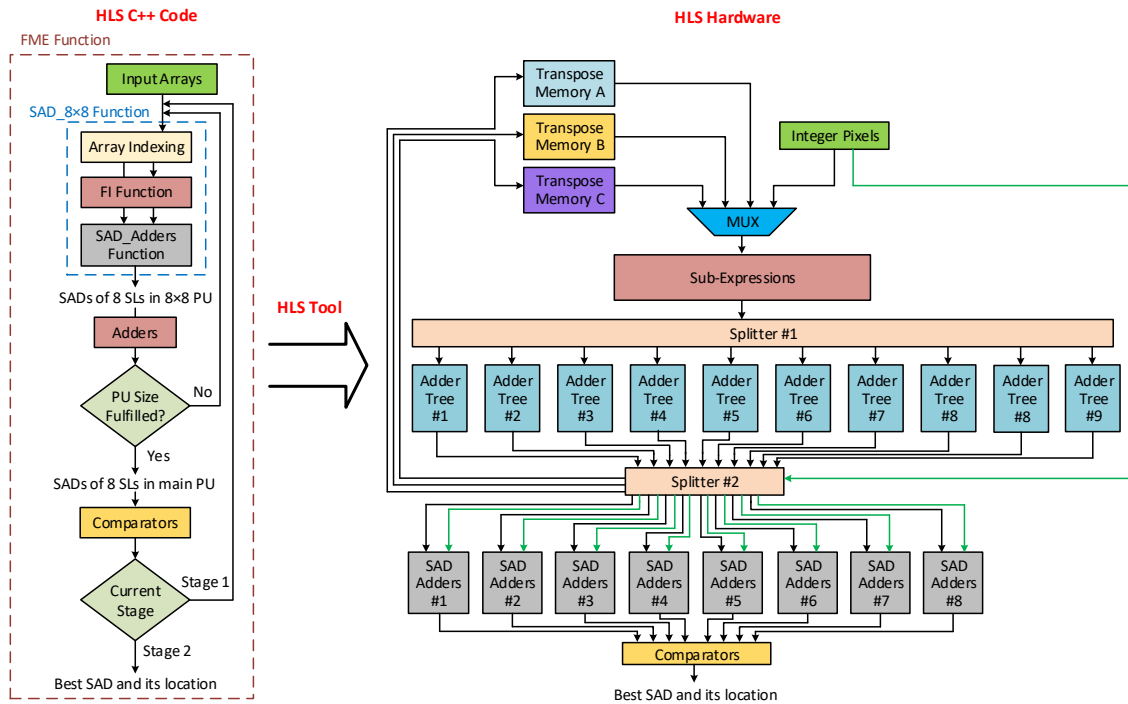 HLS C++ Code
FME Function
Input Arrays
SAD_8×8 Function
Array Indexing
FI Function
SAD_Adders
Function
SADs of 8 SLs in 8×8 PU
Adders
PU Size
Fulfilled?
No
Yes
SADs of 8 SLs in main PU
Comparators
Current
Stage
Stage 1
Stage 2
Best SAD and its location
HLS Tool
HLS Hardware
Transpose
Memory A
Transpose
Memory B
Transpose
Memory C
Integer Pixels
MUX
Sub-Expressions
Splitter #1
Adder
Tree
#1
Adder
Tree
#2
Adder
Tree
#3
Adder
Tree
#4
Adder
Tree
#5
Adder
Tree
#6
Adder
Tree
#7
Adder
Tree
#8
Adder
Tree
#8
Adder
Tree
#9
Splitter #2
SAD
Adders
#1
SAD
Adders
#2
SAD
Adders
#3
SAD
Adders
#4
SAD
Adders
#5
SAD
Adders
#6
SAD
Adders
#7
SAD
Adders
#8
Comparators
Best SAD and its location